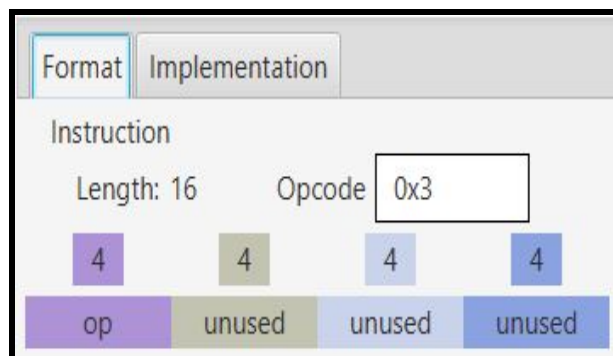 Format Implementation
Instruction
Length: 16 Opcode 0x3
4 4 4 4
op unused unused unused